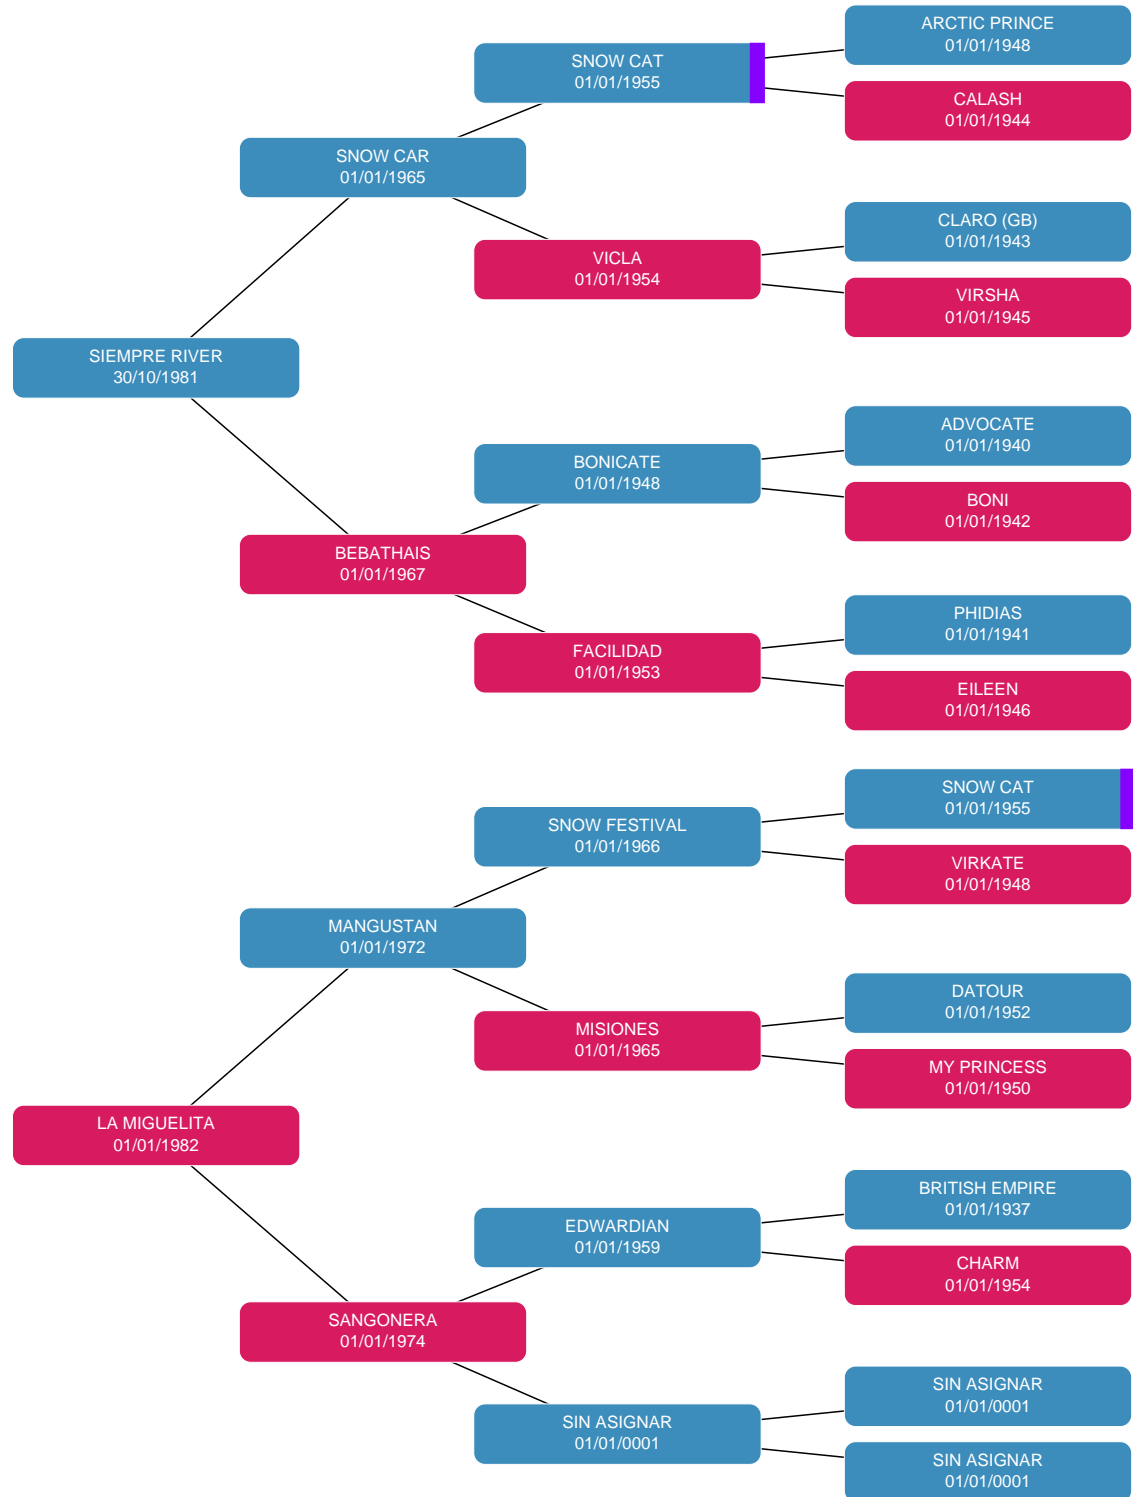 ARCTIC PRINCE
01/01/1948
SNOW CAT
01/01/1955
CALASH
01/01/1944
SNOW CAR
01/01/1965
CLARO (GB)
01/01/1943
VICLA
01/01/1954
VIRSHA
01/01/1945
SIEMPRE RIVER
30/10/1981
ADVOCATE
01/01/1940
BONICATE
01/01/1948
BONI
01/01/1942
BEBATHAIS
01/01/1967
PHIDIAS
01/01/1941
FACILIDAD
01/01/1953
EILEEN
01/01/1946
SNOW CAT
01/01/1955
SNOW FESTIVAL
01/01/1966
VIRKATE
01/01/1948
MANGUSTAN
01/01/1972
DATOUR
01/01/1952
MISIONES
01/01/1965
MY PRINCESS
01/01/1950
LA MIGUELITA
01/01/1982
BRITISH EMPIRE
01/01/1937
EDWARDIAN
01/01/1959
CHARM
01/01/1954
SANGONERA
01/01/1974
SIN ASIGNAR
01/01/0001
SIN ASIGNAR
01/01/0001
SIN ASIGNAR
01/01/0001